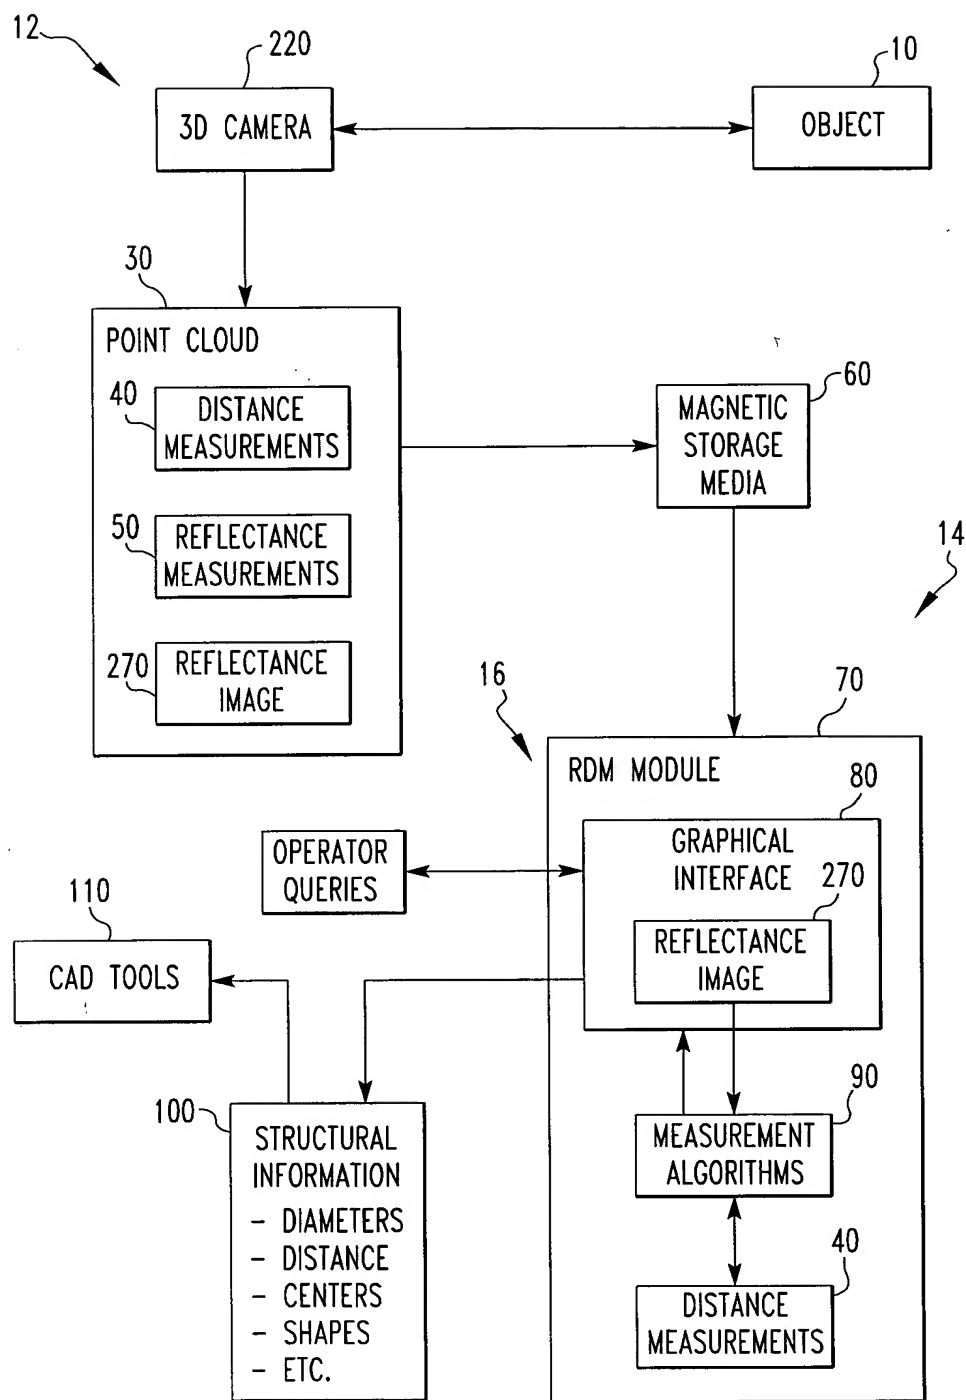 12
220
10
3D CAMERA
OBJECT
30
POINT CLOUD
40
DISTANCE
MEASUREMENTS
50
REFLECTANCE
MEASUREMENTS
270
REFLECTANCE
IMAGE
60
MAGNETIC
STORAGE
MEDIA
14
16
70
RDM MODULE
80
GRAPHICAL
INTERFACE
270
REFLECTANCE
IMAGE
OPERATOR
QUERIES
110
CAD TOOLS
90
MEASUREMENT
ALGORITHMS
40
DISTANCE
MEASUREMENTS
100
STRUCTURAL
INFORMATION
- DIAMETERS
- DISTANCE
- CENTERS
- SHAPES
- ETC.